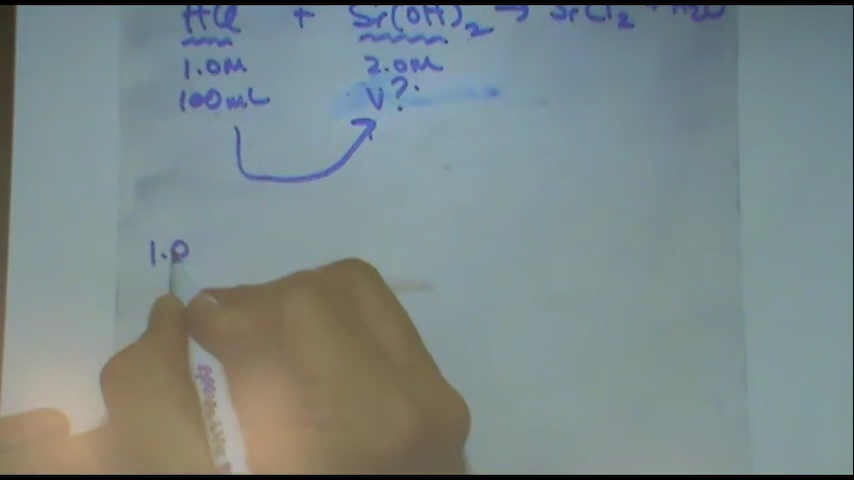 HCl + Sr(OH)₂ → SrCl₂ + H₂O
1.0M 2.0M
100mL V?
1.0